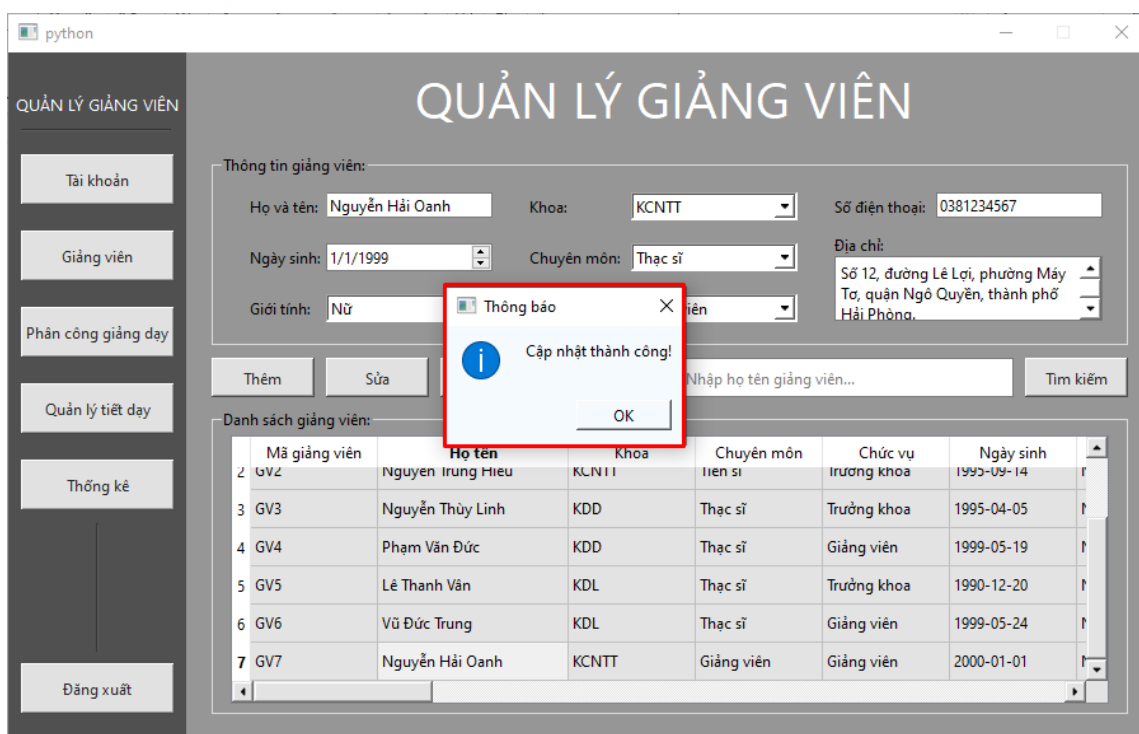 python
QUẢN LÝ GIẢNG VIÊN
QUẢN LÝ GIẢNG VIÊN
Tài khoản
Giảng viên
Phân công giảng dạy
Quản lý tiết dạy
Thống kê
Đăng xuất
Thông tin giảng viên:
Họ và tên: Nguyễn Hải Oanh Khoa: KCNTT Số điện thoại: 0381234567
Ngày sinh: 1/1/1999 Chuyên môn: Thạc sĩ Địa chỉ:
Số 12, đường Lê Lợi, phường Máy
Tơ, quận Ngô Quyền, thành phố
Hải Phòng.
Giới tính: Nữ
Thông báo
Cập nhật thành công!
OK
Thêm Sửa Nhập họ tên giảng viên... Tìm kiếm
Danh sách giảng viên:
Mã giảng viên Họ tên Khoa Chuyên môn Chức vụ Ngày sinh
2 GV2 Nguyễn Trung Hiếu KCNTT Tiến sĩ Trưởng khoa 1995-09-14
3 GV3 Nguyễn Thùy Linh KDD Thạc sĩ Trưởng khoa 1995-04-05
4 GV4 Phạm Văn Đức KDD Thạc sĩ Giảng viên 1999-05-19
5 GV5 Lê Thanh Vân KDL Thạc sĩ Trưởng khoa 1990-12-20
6 GV6 Vũ Đức Trung KDL Thạc sĩ Giảng viên 1999-05-24
7 GV7 Nguyễn Hải Oanh KCNTT Giảng viên Giảng viên 2000-01-01